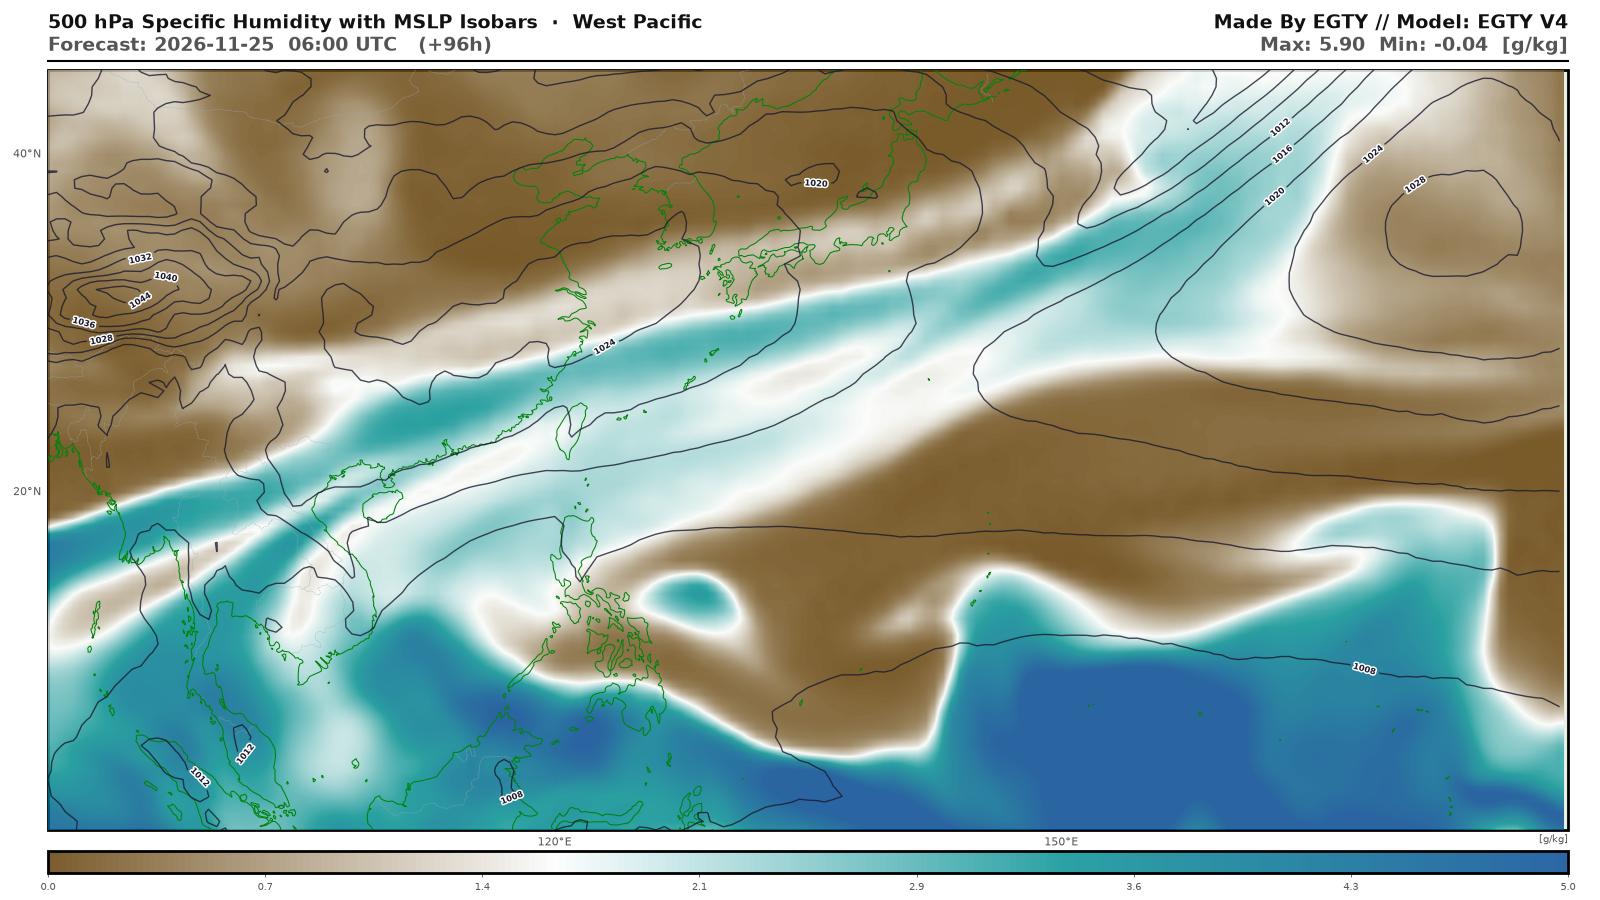 500 hPa Specific Humidity with MSLP Isobars · West Pacific
Made By EGTY // Model: EGTY V4
Forecast: 2026-11-25 06:00 UTC (+96h)
Max: 5.90 Min: -0.04 [g/kg]
1012
40°N
1016
1024
1020
1028
1020
1032
1040
1044
1036
1028
1024
20°N
1008
1012
1012
1008
120°E
150°E
[g/kg]
0.0 0.7 1.4 2.1 2.9 3.6 4.3 5.0